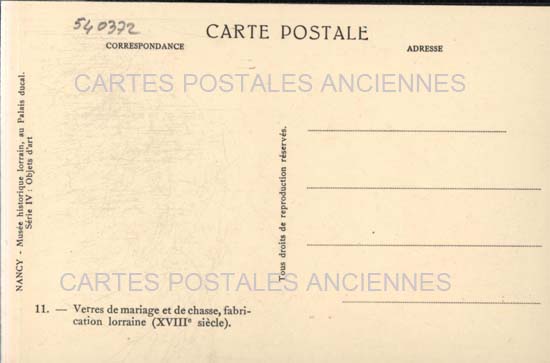 540372
CARTE POSTALE
CORRESPONDANCE
ADRESSE
CARTES POSTALES ANCIENNES
NANCY - Musée historique lorrain, au Palais ducal.
Série IV : Objets d'art
Tous droits de reproduction réservés.
CARTES POSTALES ANCIENNES
11. — Verres de mariage et de chasse, fabri-
cation lorraine (XVIIIe siècle).